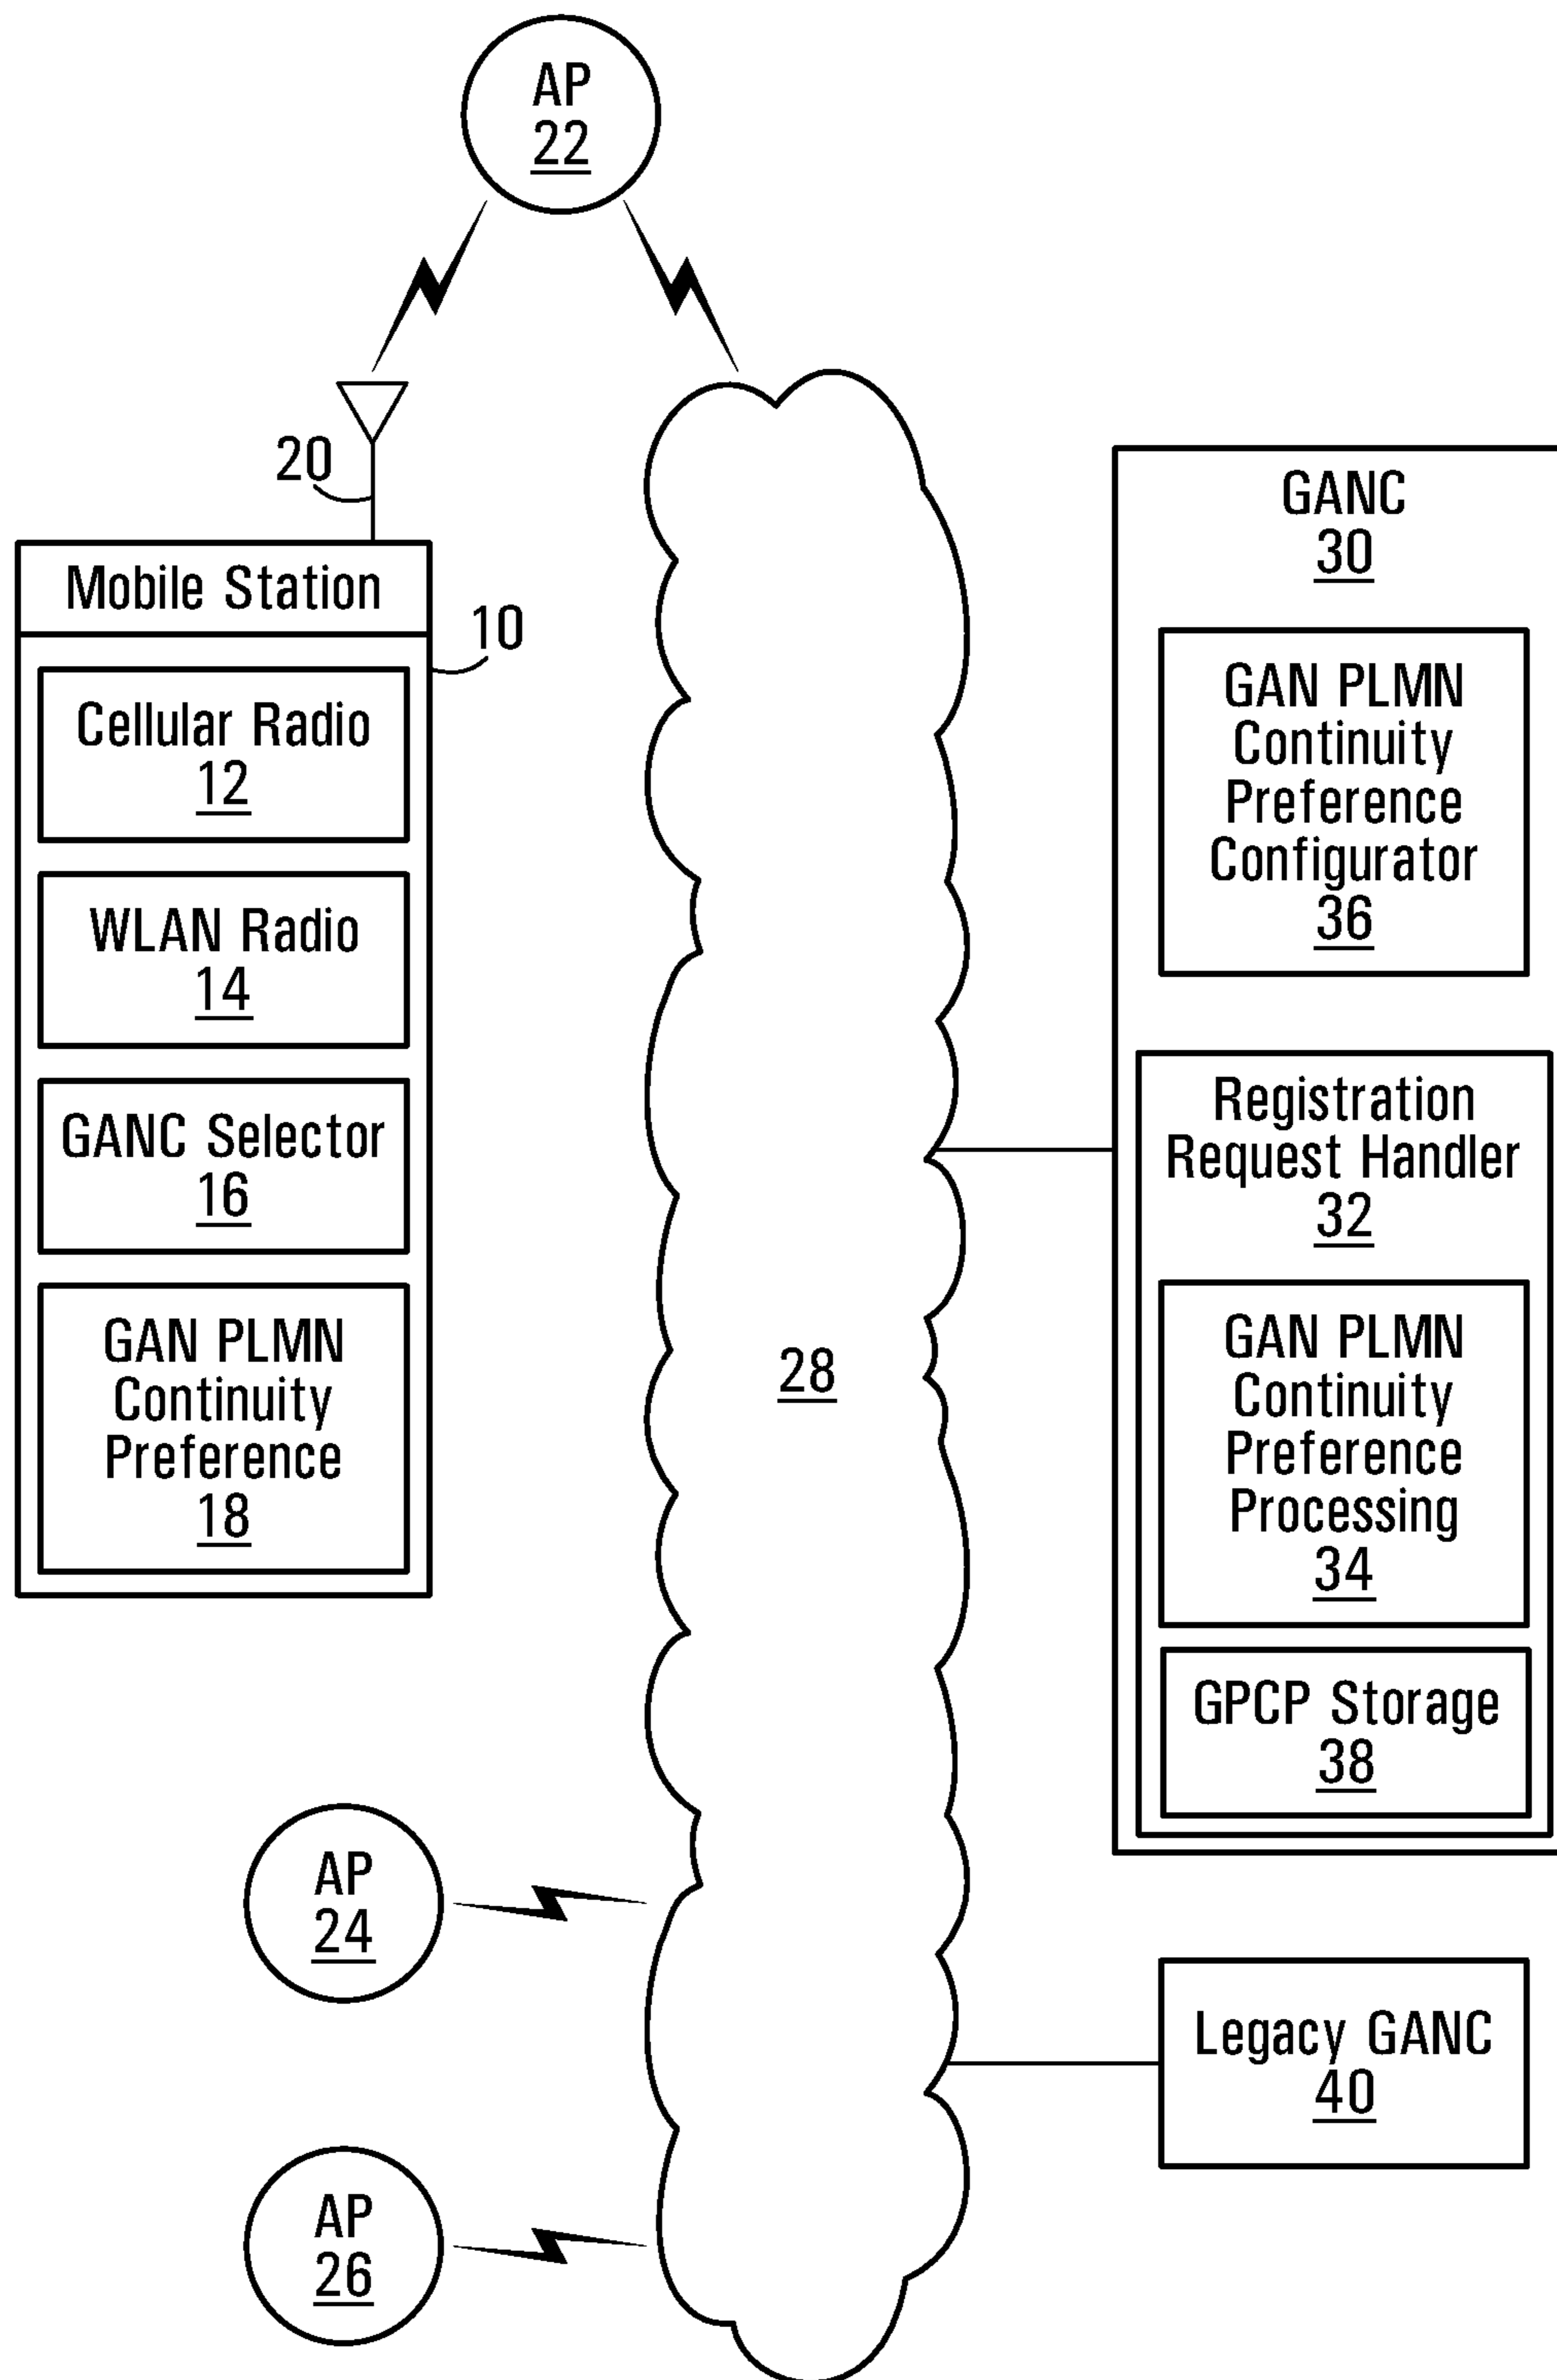 AP
22
20
Mobile Station
10
Cellular Radio
12
WLAN Radio
14
GANC Selector
16
GAN PLMN
Continuity
Preference
18
28
GANC
30
GAN PLMN
Continuity
Preference
Configurator
36
Registration
Request Handler
32
GAN PLMN
Continuity
Preference
Processing
34
GPCP Storage
38
AP
24
AP
26
Legacy GANC
40